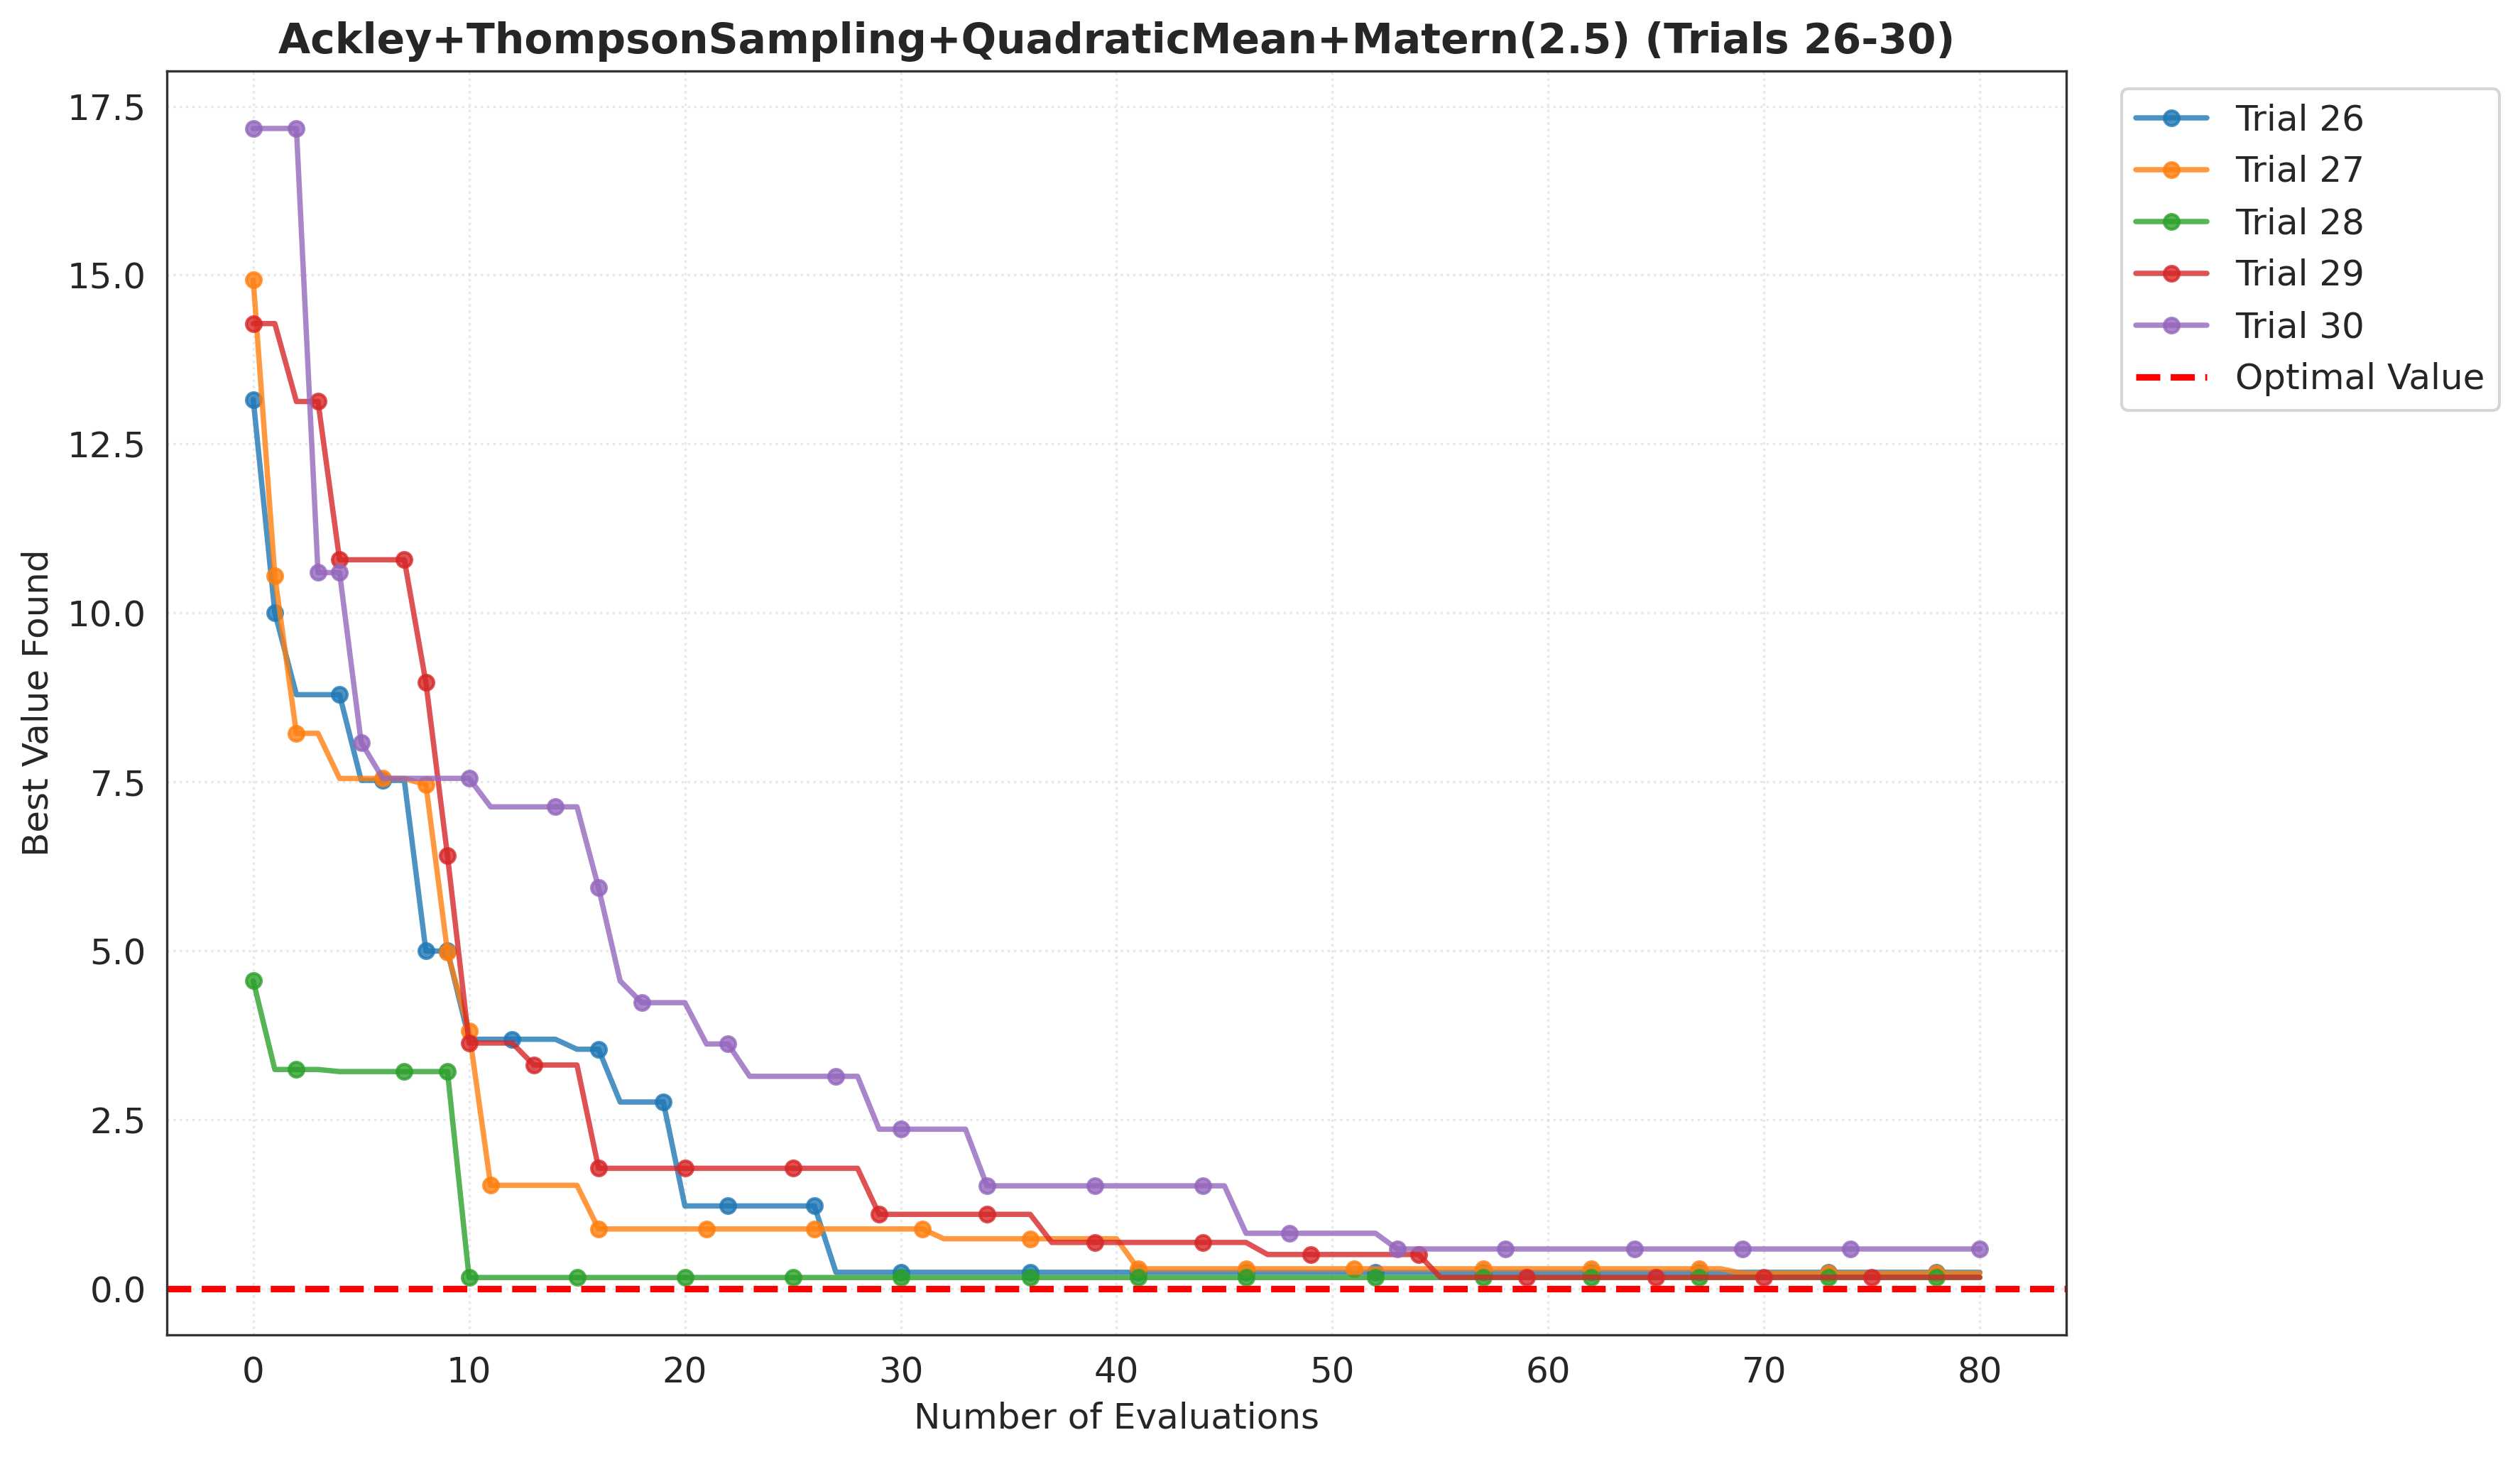 Ackley+ThompsonSampling+QuadraticMean+Matern(2.5) (Trials 26-30)
17.5
15.0
12.5
10.0
7.5
5.0
2.5
0.0
Best Value Found
0 10 20 30 40 50 60 70 80
Number of Evaluations
Trial 26
Trial 27
Trial 28
Trial 29
Trial 30
Optimal Value